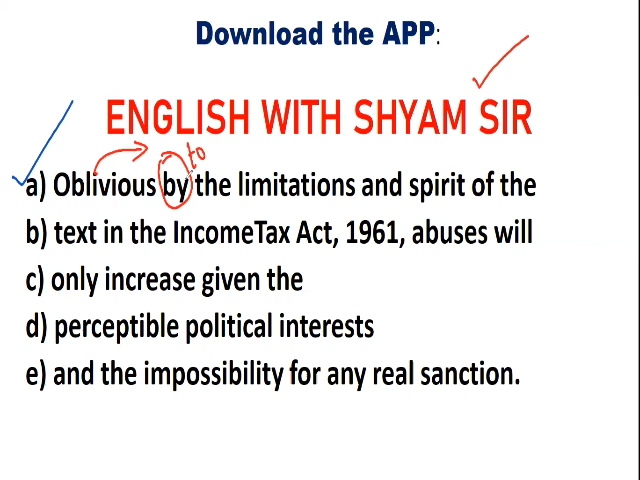 Download the APP:
ENGLISH WITH SHYAM SIR
to
a) Oblivious by the limitations and spirit of the
b) text in the IncomeTax Act, 1961, abuses will
c) only increase given the
d) perceptible political interests
e) and the impossibility for any real sanction.